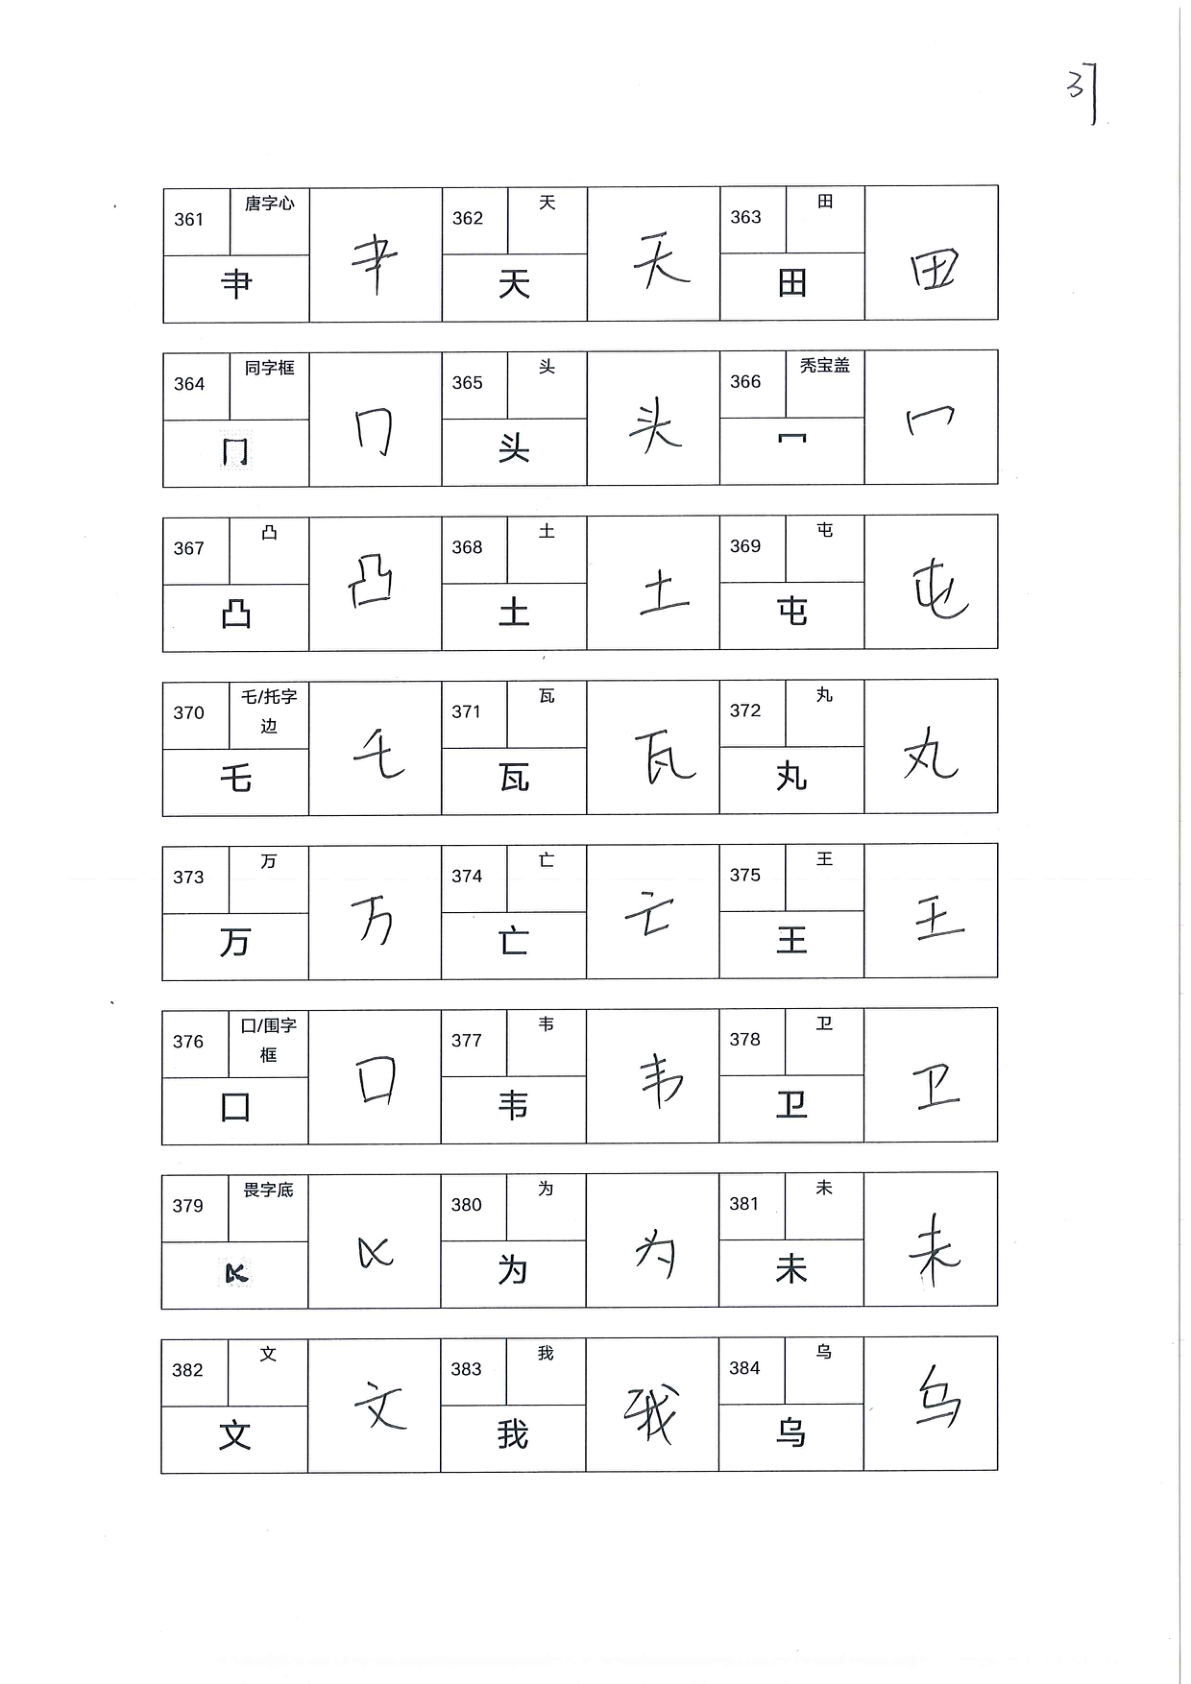 37
361 唐字心 肀 肀 362 天 天 天 363 田 田 田
364 同字框 冂 冂 365 头 头 头 366 秃宝盖 冖 冖
367 凸 凸 凸 368 土 土 土 369 屯 屯 屯
370 乇/托字边 乇 乇 371 瓦 瓦 瓦 372 丸 丸 丸
373 万 万 万 374 亡 亡 亡 375 王 王 王
376 囗/围字框 囗 囗 377 韦 韦 韦 378 卫 卫 卫
379 畏字底 380 为 为 为 381 未 未 未
382 文 文 文 383 我 我 我 384 乌 乌 乌